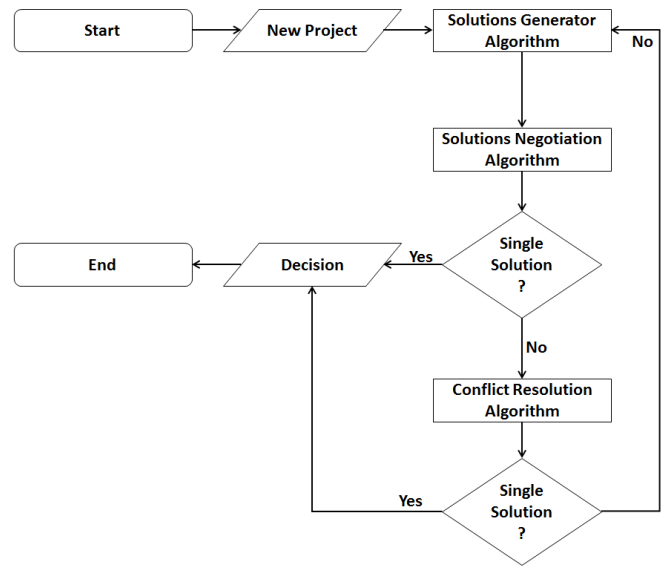 Start
New Project
Solutions Generator
Algorithm
No
Solutions Negotiation
Algorithm
Single
Solution
?
Yes
Decision
End
No
Conflict Resolution
Algorithm
Single
Solution
?
Yes